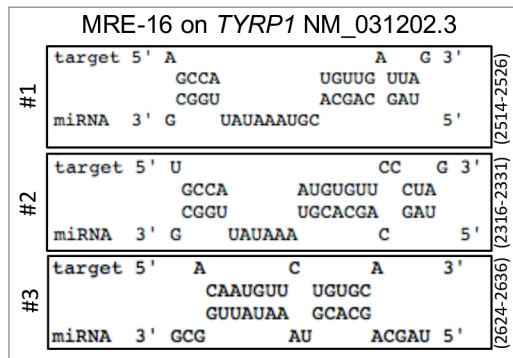 MRE-16 on TYRP1 NM_031202.3
#1
target 5' A A G 3'
GCCA UGUUG UUA
CGGU ACGAC GAU
miRNA 3' G UAUAAAUGC 5'
(2514-2526)
#2
target 5' U CC G 3'
GCCA AUGUGUU CUA
CGGU UGCACGA GAU
miRNA 3' G UAUAAA C 5'
(2316-2331)
#3
target 5' A C A 3'
CAAUGUU UGUGC
GUUAUAA GCACG
miRNA 3' GCG AU ACGAU 5'
(2624-2636)